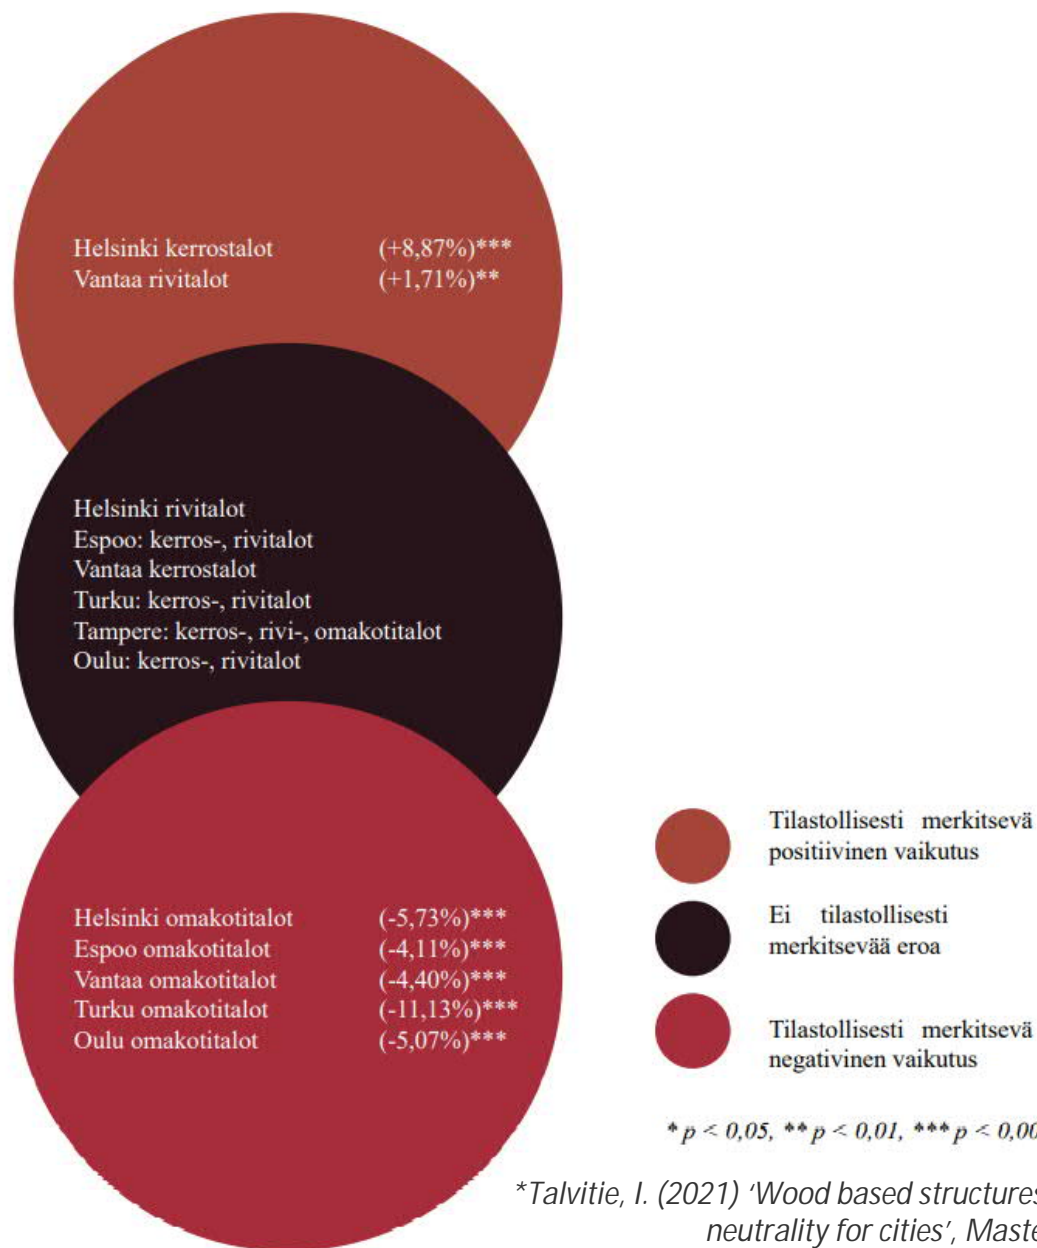 Helsinki kerrostalot (+8,87%)***
Vantaa rivitalot (+1,71%)**
Helsinki rivitalot
Espoo: kerros-, rivitalot
Vantaa kerrostalot
Turku: kerros-, rivitalot
Tampere: kerros-, rivi-, omakotitalot
Oulu: kerros-, rivitalot
Helsinki omakotitalot (-5,73%)***
Espoo omakotitalot (-4,11%)***
Vantaa omakotitalot (-4,40%)***
Turku omakotitalot (-11,13%)***
Oulu omakotitalot (-5,07%)***
Tilastollisesti merkitsevä
positiivinen vaikutus
Ei tilastollisesti
merkitsevää eroa
Tilastollisesti merkitsevä
negativinen vaikutus
* p < 0,05, ** p < 0,01, *** p < 0,00
*Talvitie, I. (2021) ‘Wood based structures
neutrality for cities’, Maste